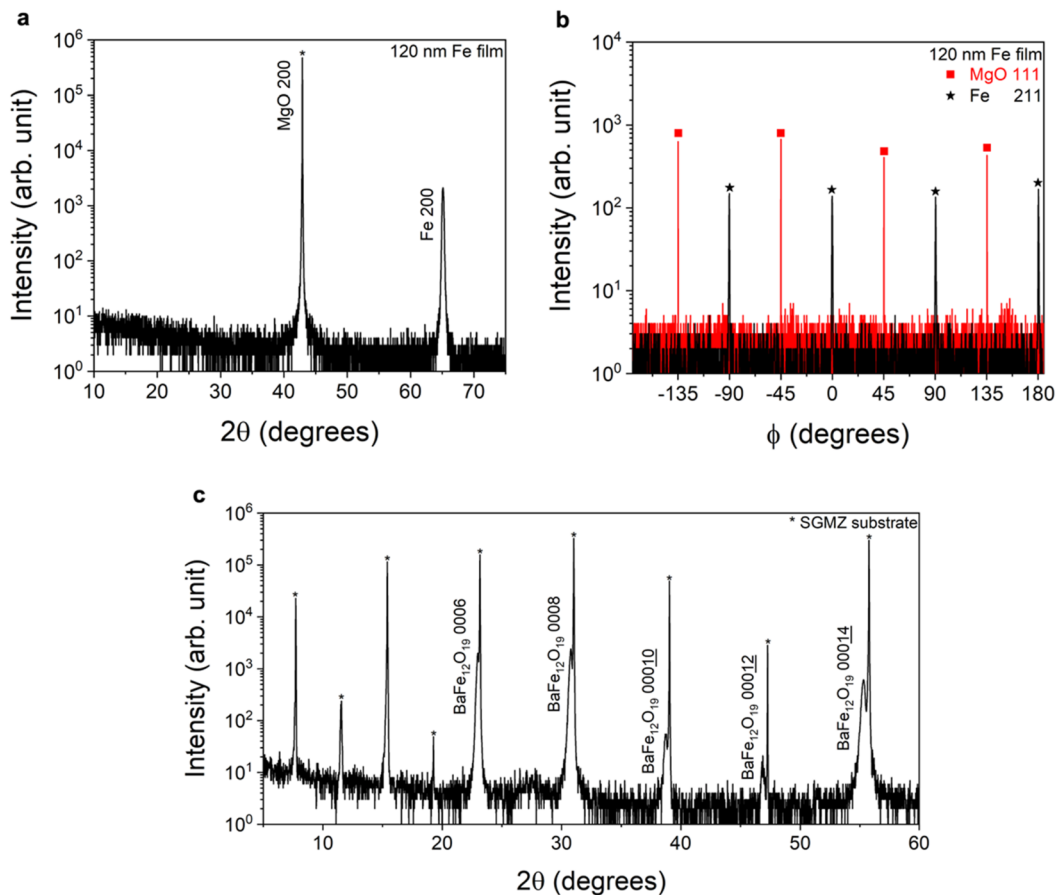 a
120 nm Fe film
Intensity (arb. unit)
10⁶
10⁵
10⁴
10³
10²
10¹
10⁰
MgO 200
*
Fe 200
10 20 30 40 50 60 70
2θ (degrees)
b
120 nm Fe film
MgO 111
Fe 211
Intensity (arb. unit)
10⁴
10³
10²
10¹
10⁰
-135 -90 -45 0 45 90 135 180
ϕ (degrees)
c
* SGMZ substrate
Intensity (arb. unit)
10⁶
10⁵
10⁴
10³
10²
10¹
10⁰
* * * * * * * * *
BaFe₁₂O₁₉ 0006
BaFe₁₂O₁₉ 0008
BaFe₁₂O₁₉ 00010
BaFe₁₂O₁₉ 00012
BaFe₁₂O₁₉ 00014
10 20 30 40 50 60
2θ (degrees)